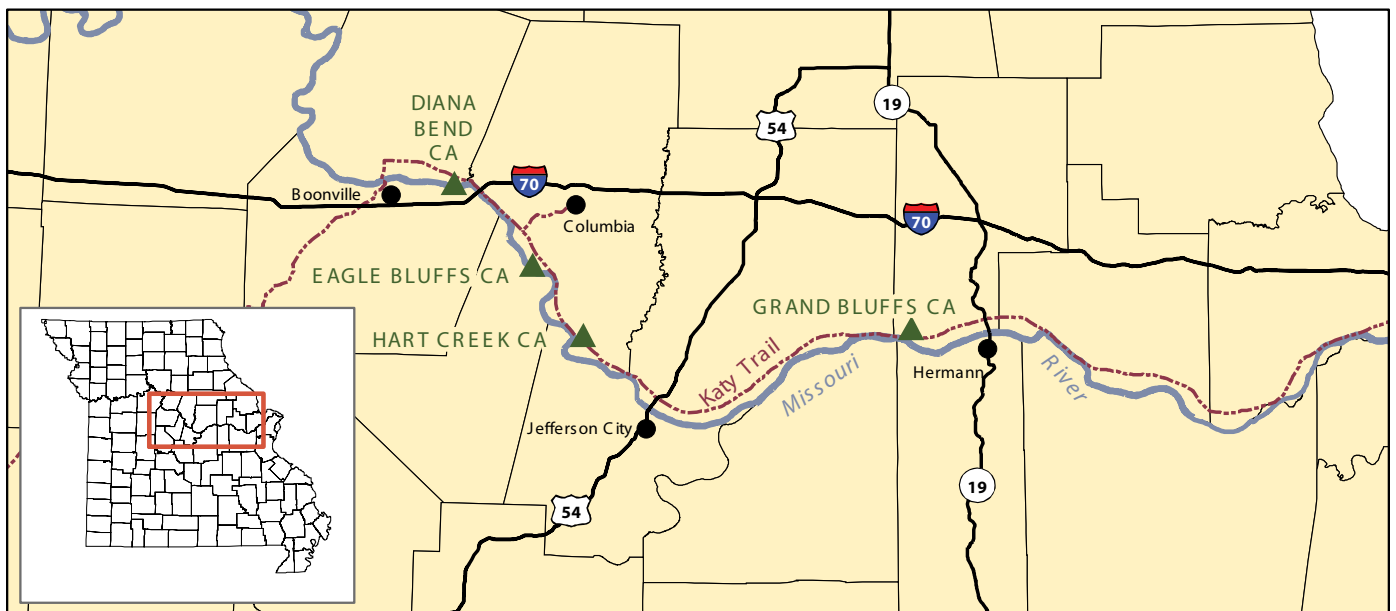 DIANA
BEND
CA
19
54
70
Boonville
Columbia
70
EAGLE BLUFFS CA
GRAND BLUFFS CA
HART CREEK CA
Katy Trail
Missouri
River
Hermann
Jefferson City
19
54